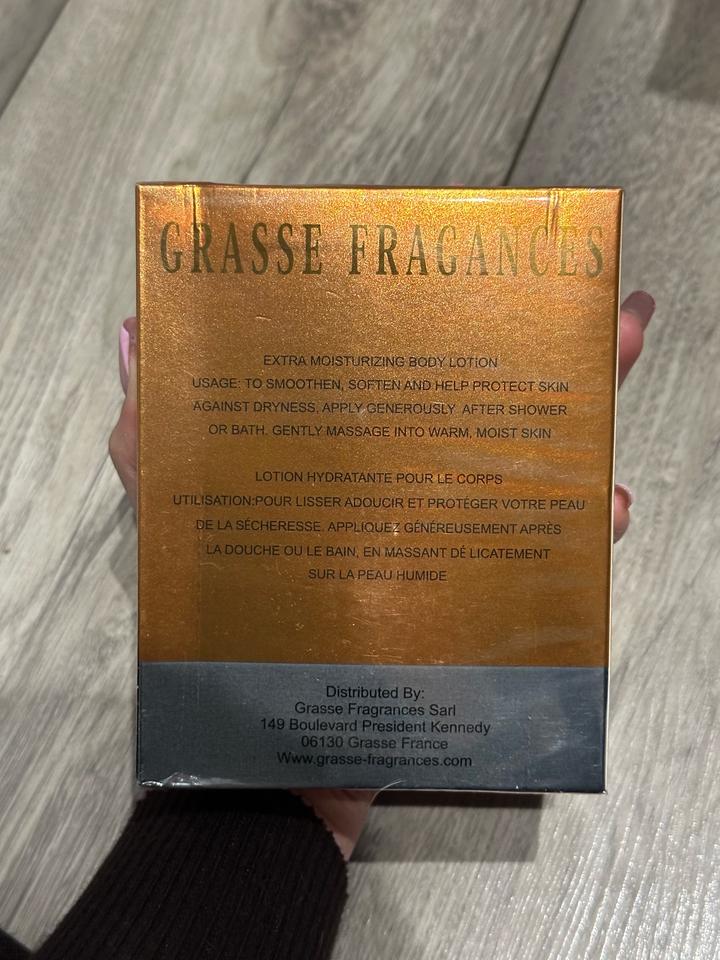 GRASSE FRAGANCES
EXTRA MOISTURIZING BODY LOTION
USAGE: TO SMOOTHEN, SOFTEN AND HELP PROTECT SKIN
AGAINST DRYNESS, APPLY GENEROUSLY AFTER SHOWER
OR BATH. GENTLY MASSAGE INTO WARM, MOIST SKIN
LOTION HYDRATANTE POUR LE CORPS
UTILISATION:POUR LISSER ADOUCIR ET PROTÉGER VOTRE PEAU
DE LA SÉCHERESSE. APPLIQUEZ GÉNÉREUSEMENT APRÈS
LA DOUCHE OU LE BAIN, EN MASSANT DÉ LICATEMENT
SUR LA PEAU HUMIDE
Distributed By:
Grasse Fragrances Sarl
149 Boulevard President Kennedy
06130 Grasse France
Www.grasse-fragrances.com